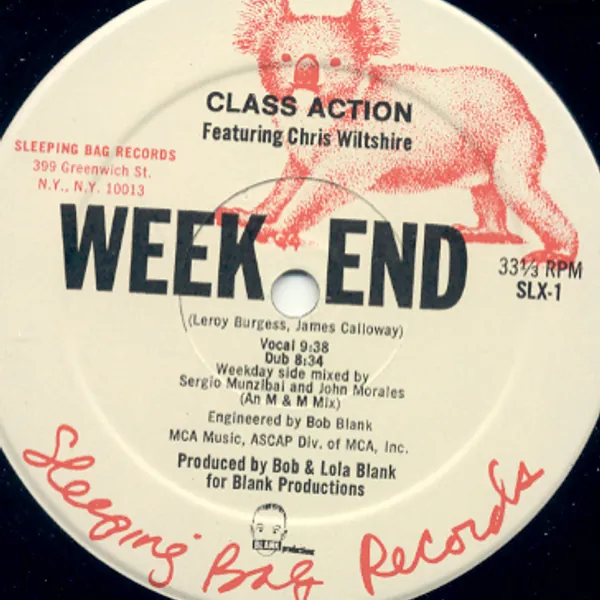 CLASS ACTION
Featuring Chris Wiltshire
SLEEPING BAG RECORDS
399 Greenwich St.
N.Y., N.Y. 10013
WEEK END
33⅓ RPM
SLX-1
(Leroy Burgess, James Calloway)
Vocal 9:38
Dub 8:34
Weekday side mixed by
Sergio Munzibai and John Morales
(An M & M Mix)
Engineered by Bob Blank
MCA Music, ASCAP Div. of MCA, Inc.
Produced by Bob & Lola Blank
for Blank Productions
BLANK productions
Sleeping Bag Records